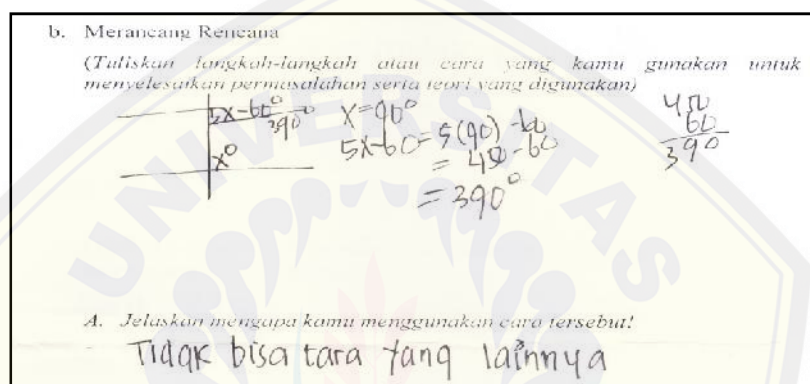 b. Merancang Rencana
(Tuliskan langkah-langkah atau cara yang kamu gunakan untuk
menyelesaikan permasalahan serta teori yang digunakan)
5x-60°
390°
x°
x=90°
5x-60=5(90)-60
=450-60
=390°
450
60
390
A. Jelaskan mengapa kamu menggunakan cara tersebut!
Tidak bisa tara yang lainnya
UNIVERSITAS